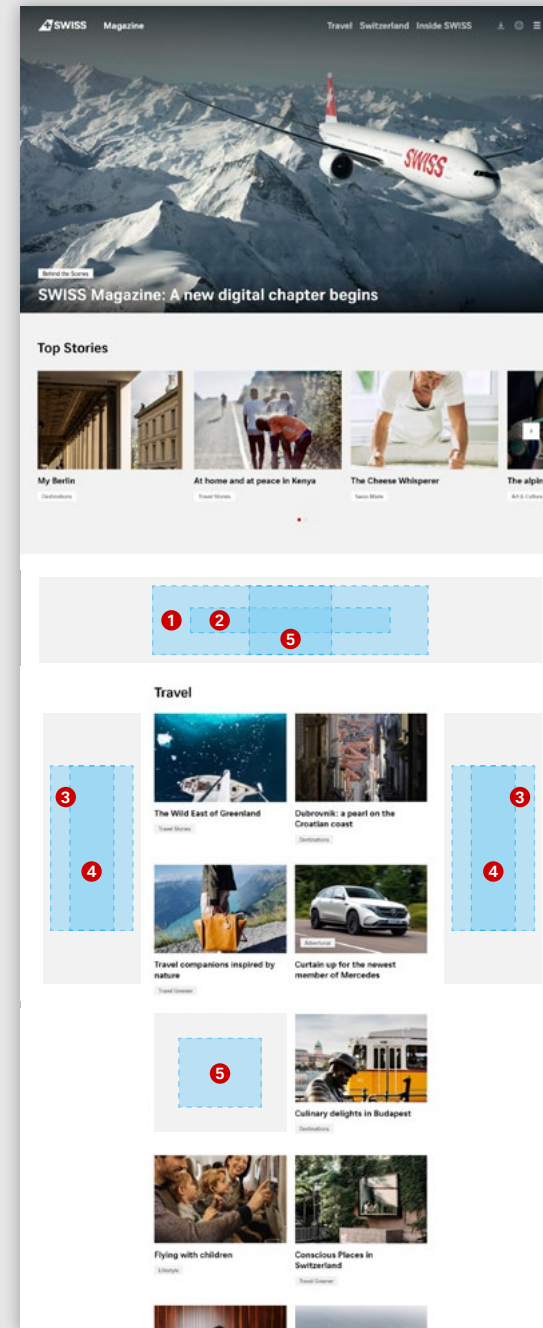 SWISS Magazine Travel Switzerland Inside SWISS
SWISS
Behind the Scenes
SWISS Magazine: A new digital chapter begins
Top Stories
My Berlin
Destinations
At home and at peace in Kenya
Travel Stories
The Cheese Whisperer
Swiss Made
The alpin
Art & Culture
1
2
5
Travel
3
4
3
4
The Wild East of Greenland
Travel Stories
Dubrovnik: a pearl on the
Croatian coast
Destinations
Travel companions inspired by
nature
Travel Greener
Advertorial
Curtain up for the newest
member of Mercedes
5
Culinary delights in Budapest
Destinations
Flying with children
Lifestyle
Conscious Places in
Switzerland
Travel Greener